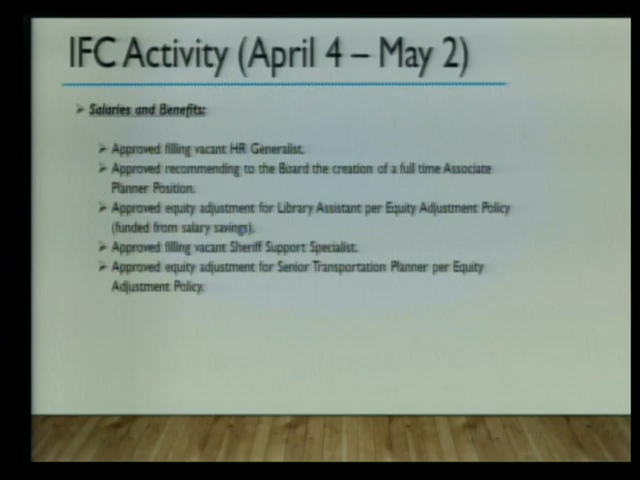 IFC Activity (April 4 – May 2)
Salaries and Benefits:
Approved filling vacant HR Generalist.
Approved recommending to the Board the creation of a full time Associate
Planner Position.
Approved equity adjustment for Library Assistant per Equity Adjustment Policy
(funded from salary savings).
Approved filling vacant Sheriff Support Specialist.
Approved equity adjustment for Senior Transportation Planner per Equity
Adjustment Policy.